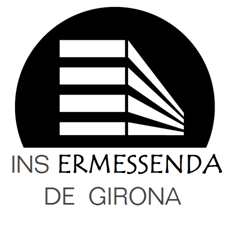 INS ERMESSENDA
DE GIRONA